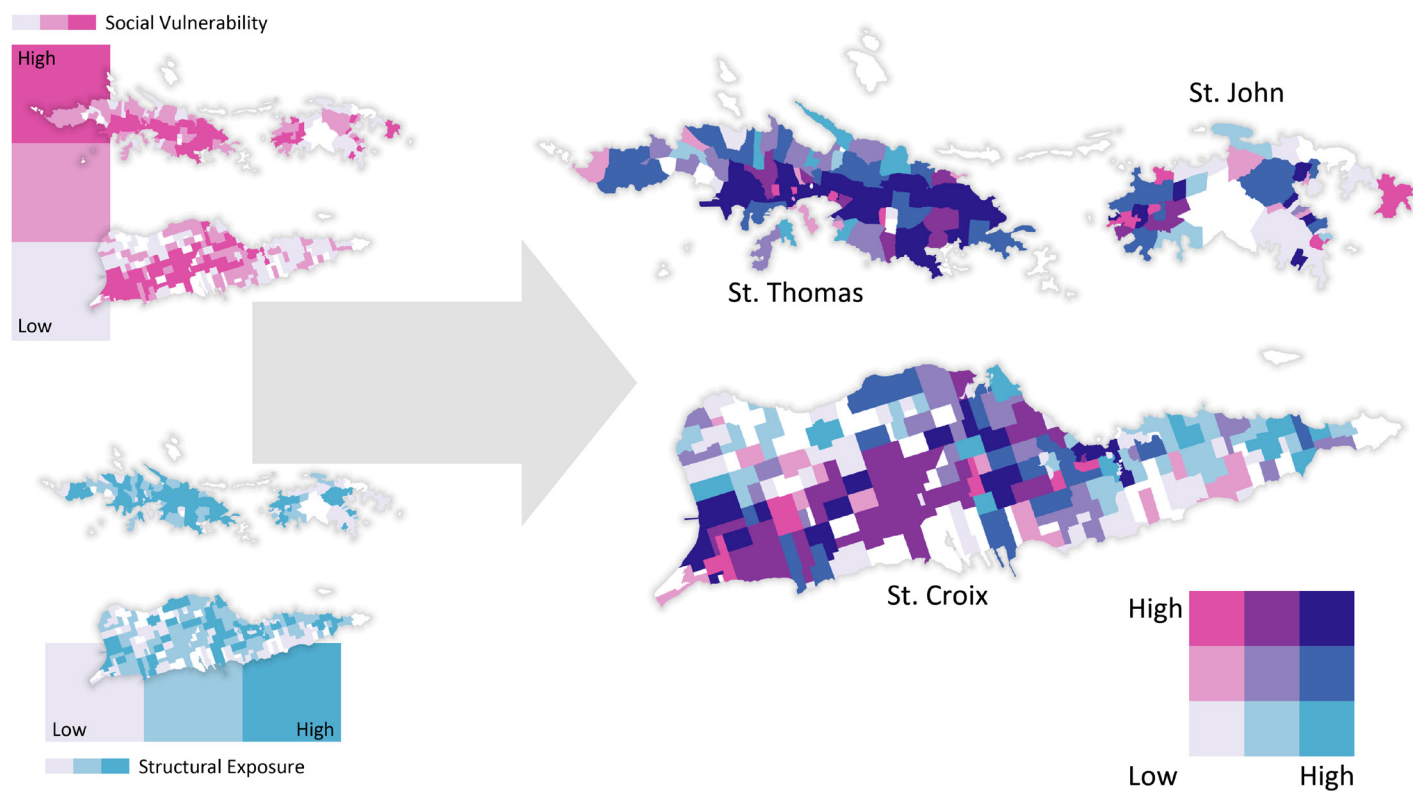 Social Vulnerability
High
Low
Low
High
Structural Exposure
St. John
St. Thomas
St. Croix
High
Low
High